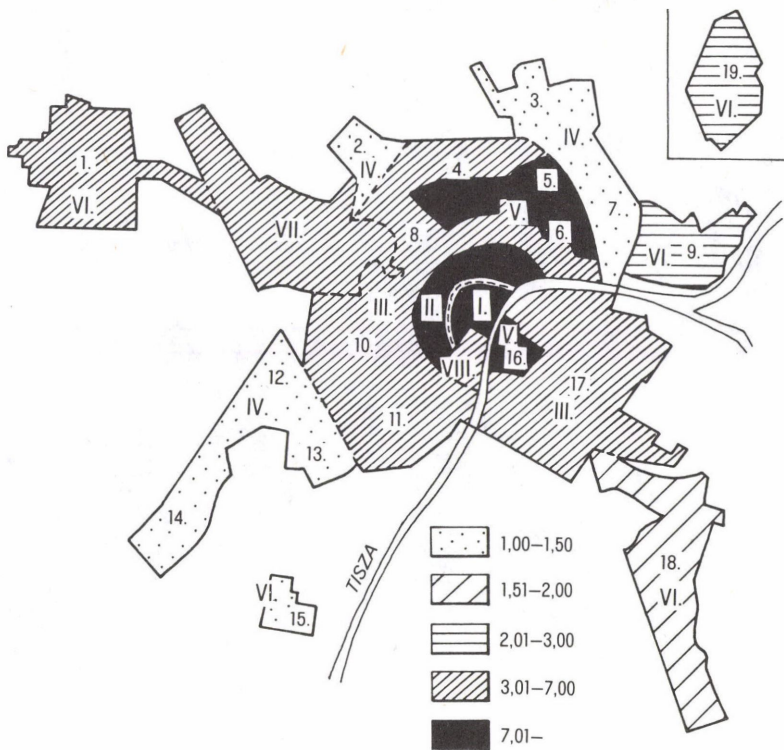 19.
VI.
3.
IV.
1.
VI.
2.
IV.
4.
5.
7.
VII.
8.
V.
6.
VI.
9.
III.
II.
I.
10.
V.
16.
VIII.
17.
III.
12.
IV.
11.
13.
14.
TISZA
VI.
15.
18.
VI.
1,00—1,50
1,51—2,00
2,01—3,00
3,01—7,00
7,01—